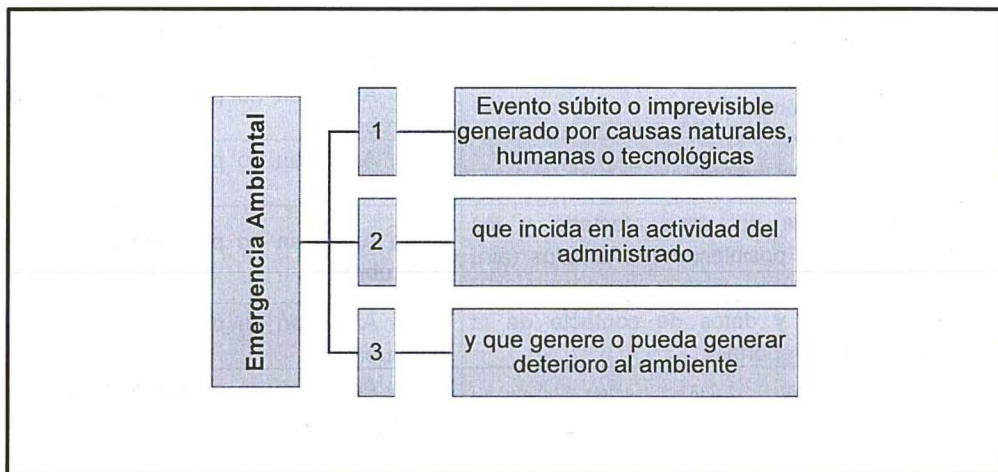 Emergencia Ambiental
1
Evento súbito o imprevisible
generado por causas naturales,
humanas o tecnológicas
2
que incida en la actividad del
administrado
3
y que genere o pueda generar
deterioro al ambiente